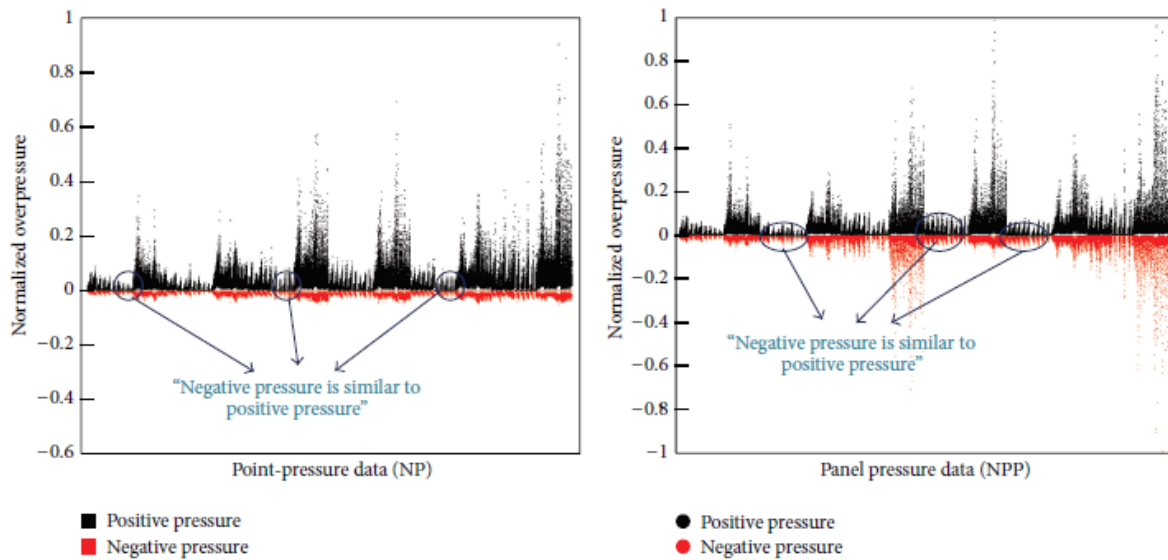 1
0.8
0.6
0.4
0.2
0
−0.2
−0.4
−0.6
Normalized overpressure
“Negative pressure is similar to
positive pressure”
Point-pressure data (NP)
Positive pressure
Negative pressure
1
0.8
0.6
0.4
0.2
0
−0.2
−0.4
−0.6
−0.8
−1
Normalized overpressure
“Negative pressure is similar to
positive pressure”
Panel pressure data (NPP)
Positive pressure
Negative pressure